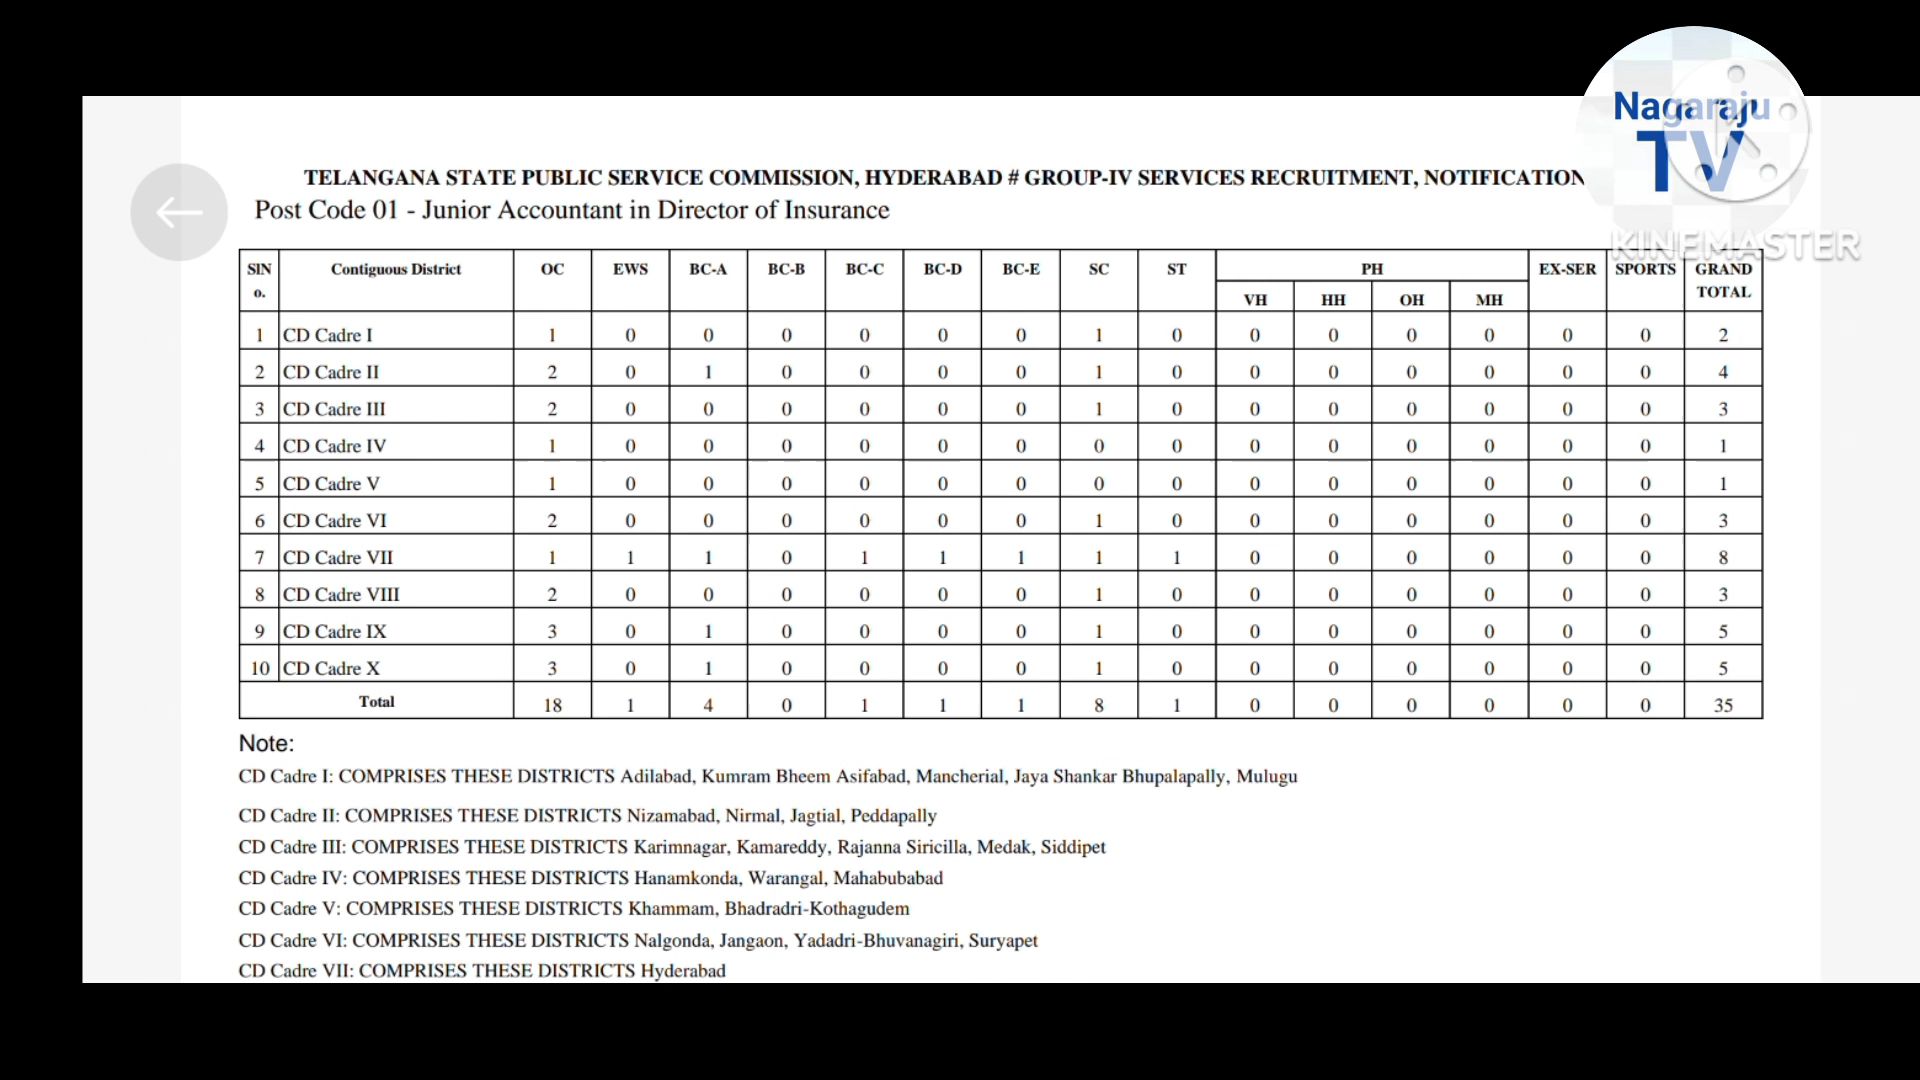 Nagaraju
TV
KINEMASTER
TELANGANA STATE PUBLIC SERVICE COMMISSION, HYDERABAD # GROUP-IV SERVICES RECRUITMENT, NOTIFICATION
Post Code 01 - Junior Accountant in Director of Insurance
SlN o. Contiguous District OC EWS BC-A BC-B BC-C BC-D BC-E SC ST PH EX-SER SPORTS GRAND TOTAL
VH HH OH MH
1 CD Cadre I 1 0 0 0 0 0 0 1 0 0 0 0 0 0 0 2
2 CD Cadre II 2 0 1 0 0 0 0 1 0 0 0 0 0 0 0 4
3 CD Cadre III 2 0 0 0 0 0 0 1 0 0 0 0 0 0 0 3
4 CD Cadre IV 1 0 0 0 0 0 0 0 0 0 0 0 0 0 0 1
5 CD Cadre V 1 0 0 0 0 0 0 0 0 0 0 0 0 0 0 1
6 CD Cadre VI 2 0 0 0 0 0 0 1 0 0 0 0 0 0 0 3
7 CD Cadre VII 1 1 1 0 1 1 1 1 1 0 0 0 0 0 0 8
8 CD Cadre VIII 2 0 0 0 0 0 0 1 0 0 0 0 0 0 0 3
9 CD Cadre IX 3 0 1 0 0 0 0 1 0 0 0 0 0 0 0 5
10 CD Cadre X 3 0 1 0 0 0 0 1 0 0 0 0 0 0 0 5
Total 18 1 4 0 1 1 1 8 1 0 0 0 0 0 0 35
Note:
CD Cadre I: COMPRISES THESE DISTRICTS Adilabad, Kumram Bheem Asifabad, Mancherial, Jaya Shankar Bhupalapally, Mulugu
CD Cadre II: COMPRISES THESE DISTRICTS Nizamabad, Nirmal, Jagtial, Peddapally
CD Cadre III: COMPRISES THESE DISTRICTS Karimnagar, Kamareddy, Rajanna Siricilla, Medak, Siddipet
CD Cadre IV: COMPRISES THESE DISTRICTS Hanamkonda, Warangal, Mahabubabad
CD Cadre V: COMPRISES THESE DISTRICTS Khammam, Bhadradri-Kothagudem
CD Cadre VI: COMPRISES THESE DISTRICTS Nalgonda, Jangaon, Yadadri-Bhuvanagiri, Suryapet
CD Cadre VII: COMPRISES THESE DISTRICTS Hyderabad